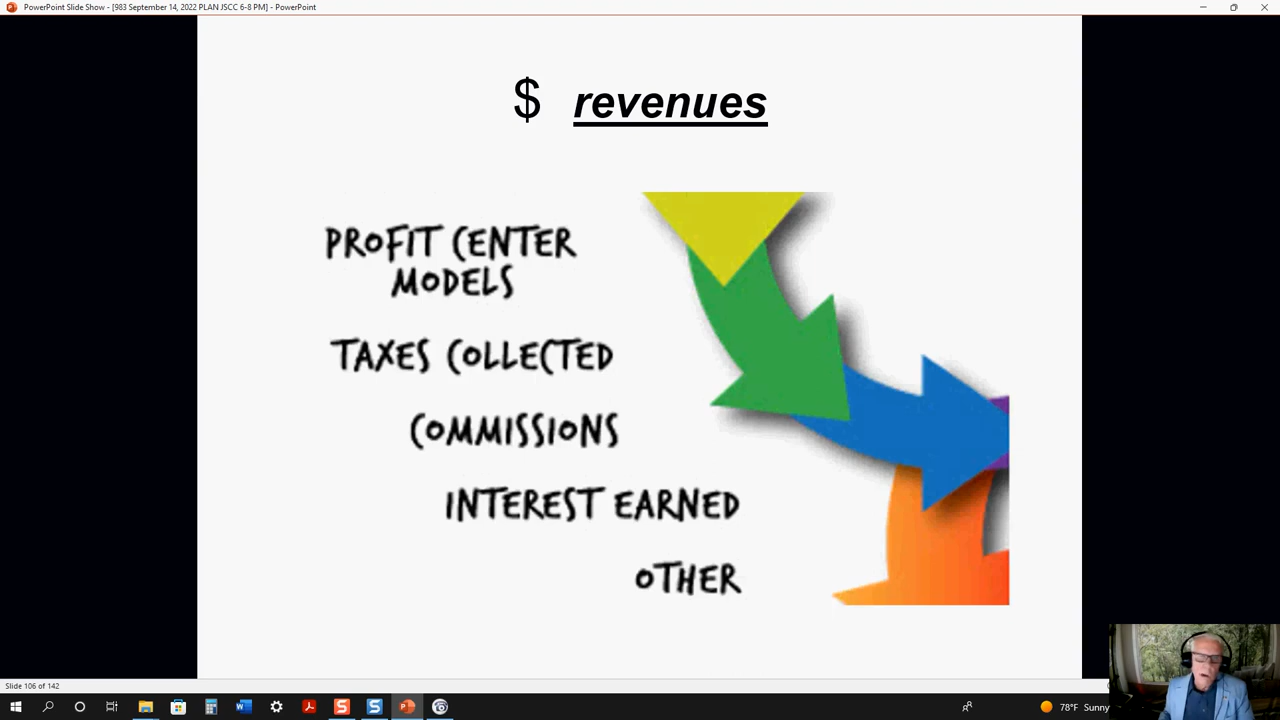 PowerPoint Slide Show - [983 September 14, 2022 PLAN JSCC 6-8 PM] - PowerPoint
$ revenues
PROFIT CENTER
MODELS
TAXES COLLECTED
COMMISSIONS
INTEREST EARNED
OTHER
Slide 106 of 142
78°F Sunny